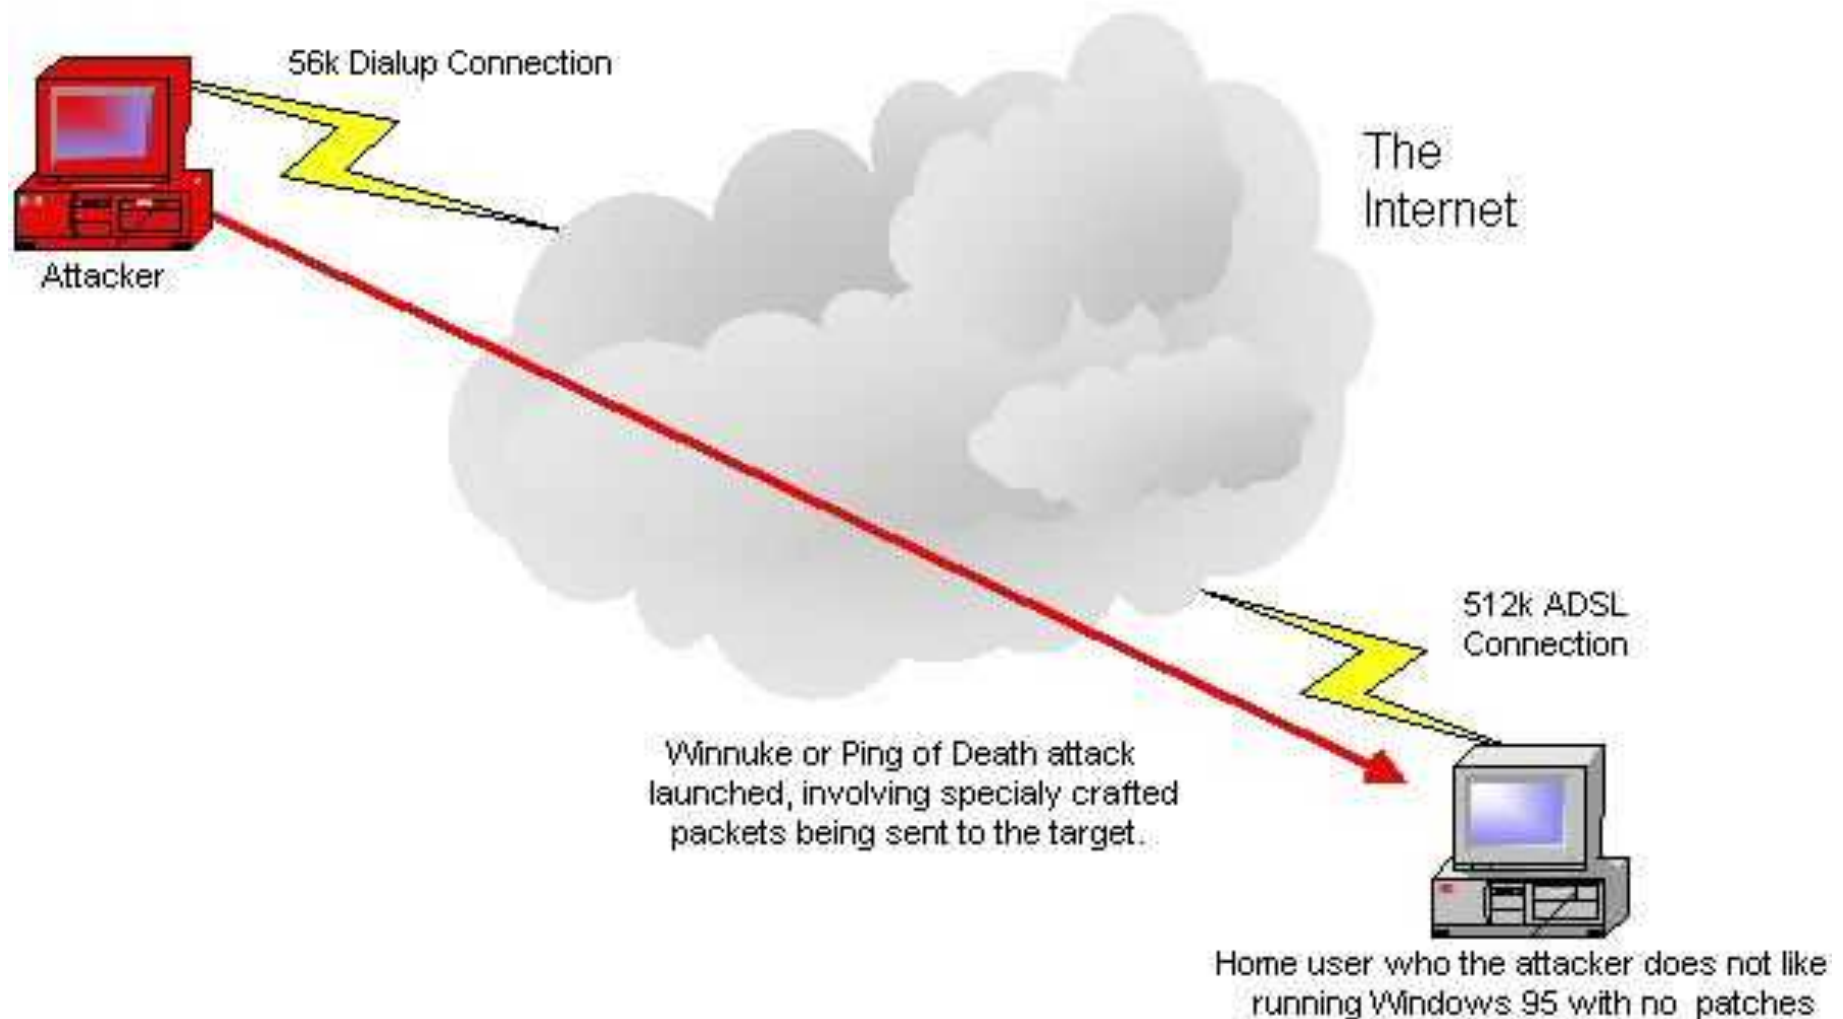 56k Dialup Connection
The
Internet
Attacker
512k ADSL
Connection
Winnuke or Ping of Death attack
launched, involving specialy crafted
packets being sent to the target.
Home user who the attacker does not like
running Windows 95 with no patches